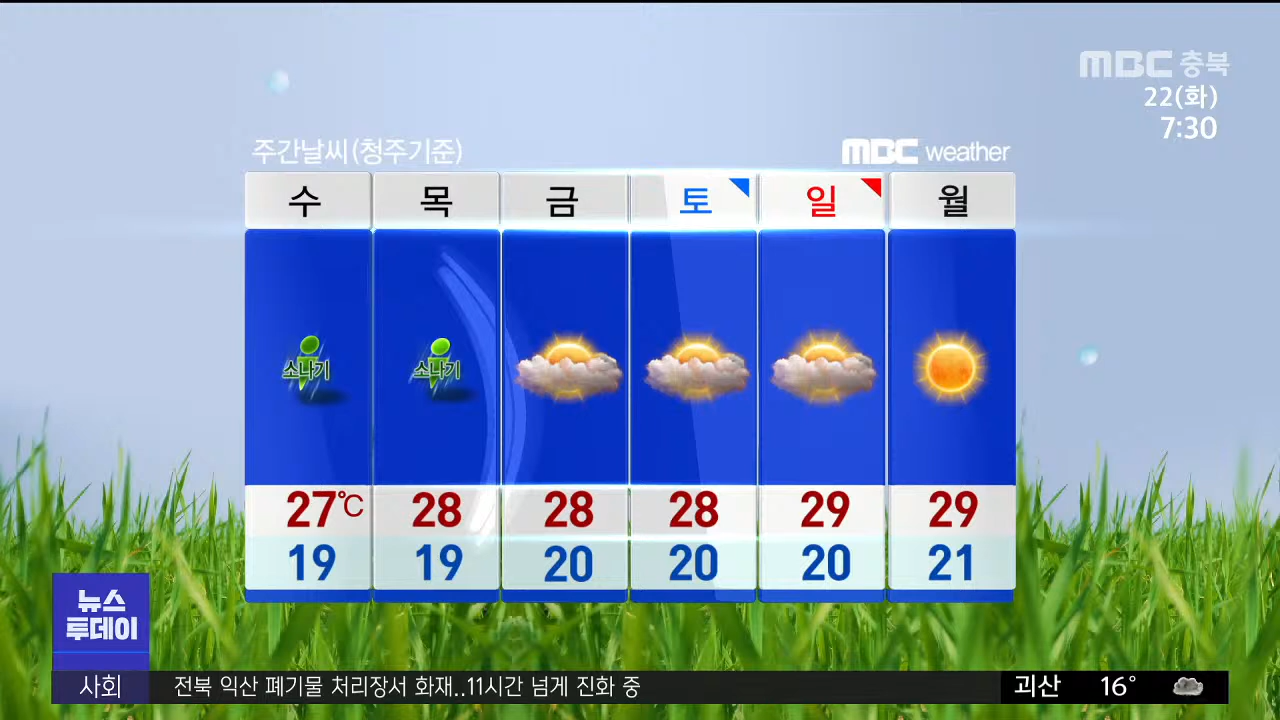 MBC 충북
22(화)
7:30
주간날씨(청주기준)
MBC weather
수 목 금 토 일 월
소나기 소나기
27℃ 28 28 28 29 29
19 19 20 20 20 21
뉴스
투데이
사회 전북 익산 폐기물 처리장서 화재..11시간 넘게 진화 중 괴산 16°